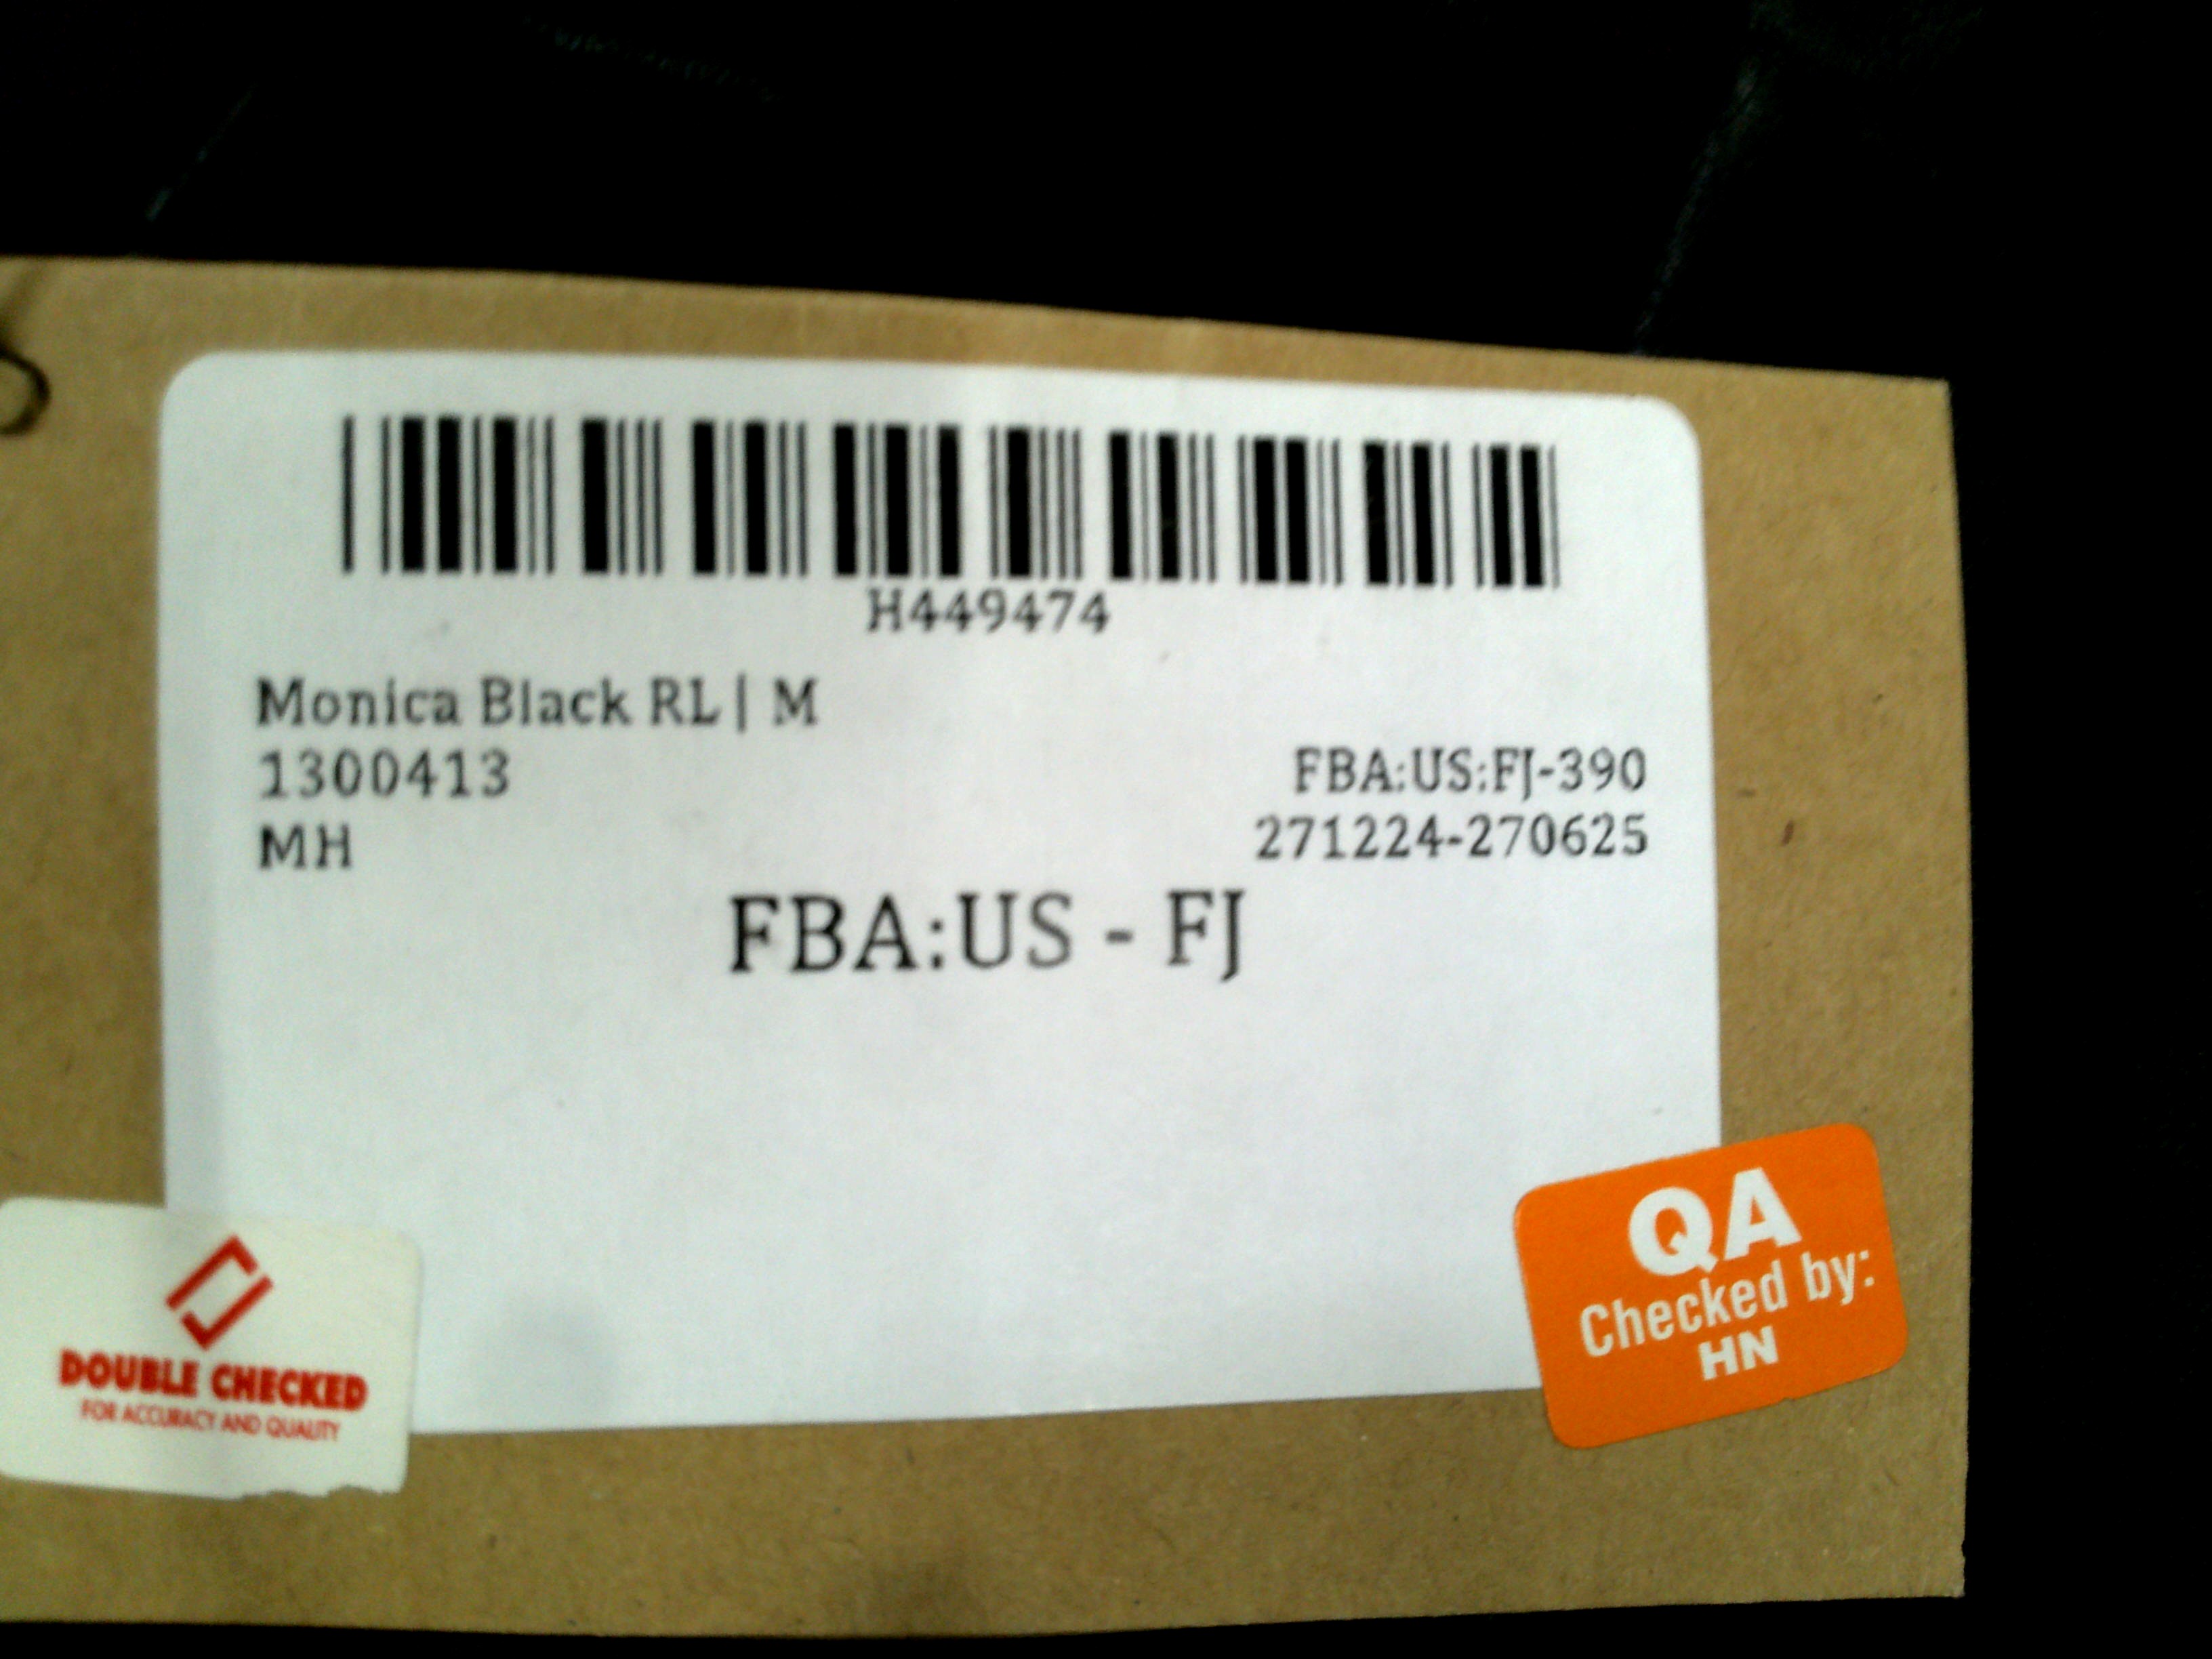 H449474
Monica Black RL | M
1300413
FBA:US:FJ-390
MH
271224-270625
FBA:US - FJ
DOUBLE CHECKED
FOR ACCURACY AND QUALITY
QA
Checked by:
HN